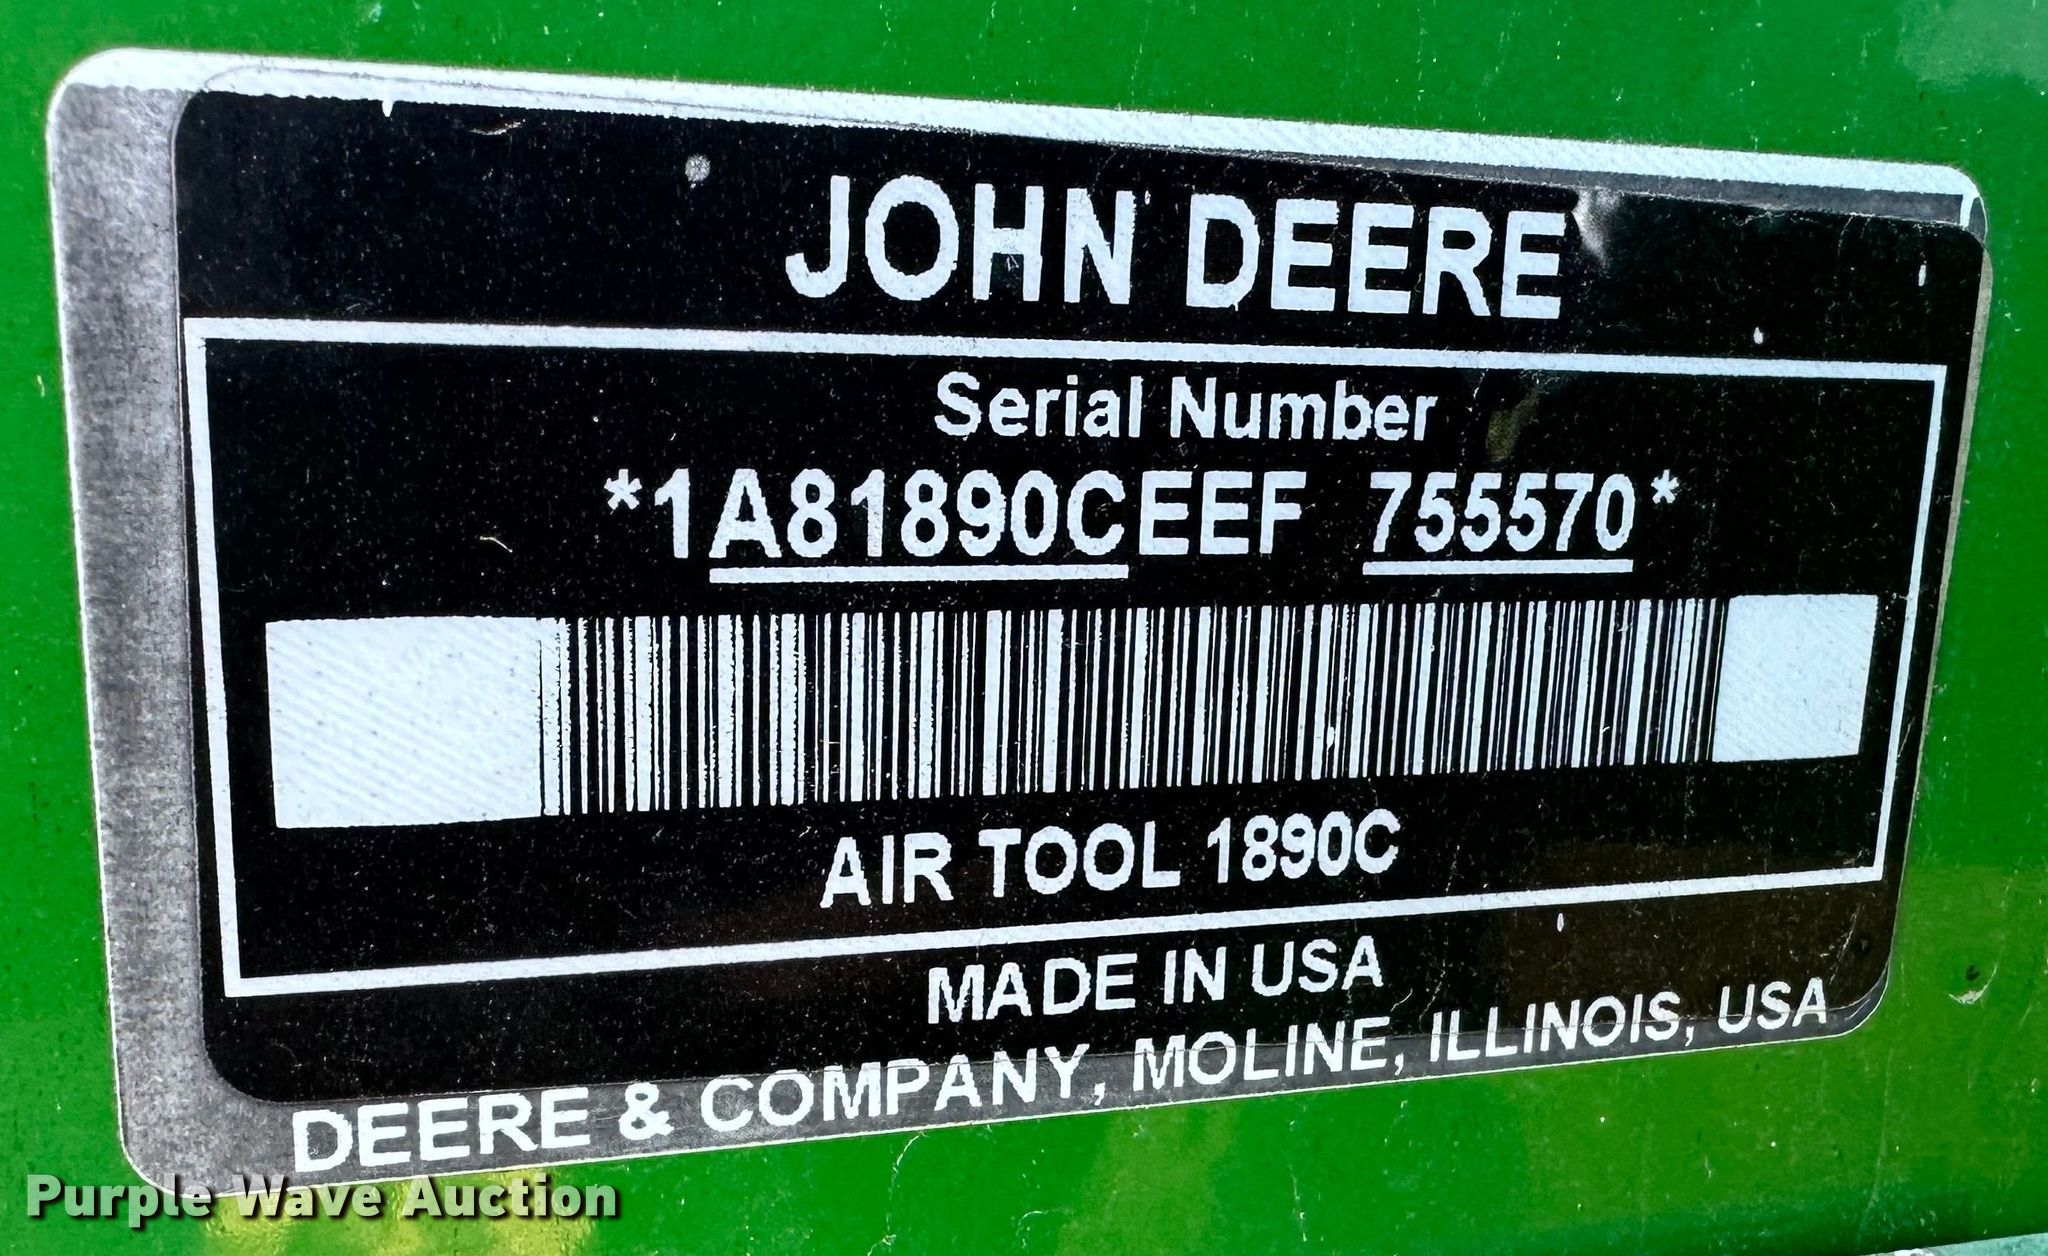 JOHN DEERE
Serial Number
*1A81890CEEF 755570*
AIR TOOL 1890C
MADE IN USA
DEERE & COMPANY, MOLINE, ILLINOIS, USA
Purple Wave Auction